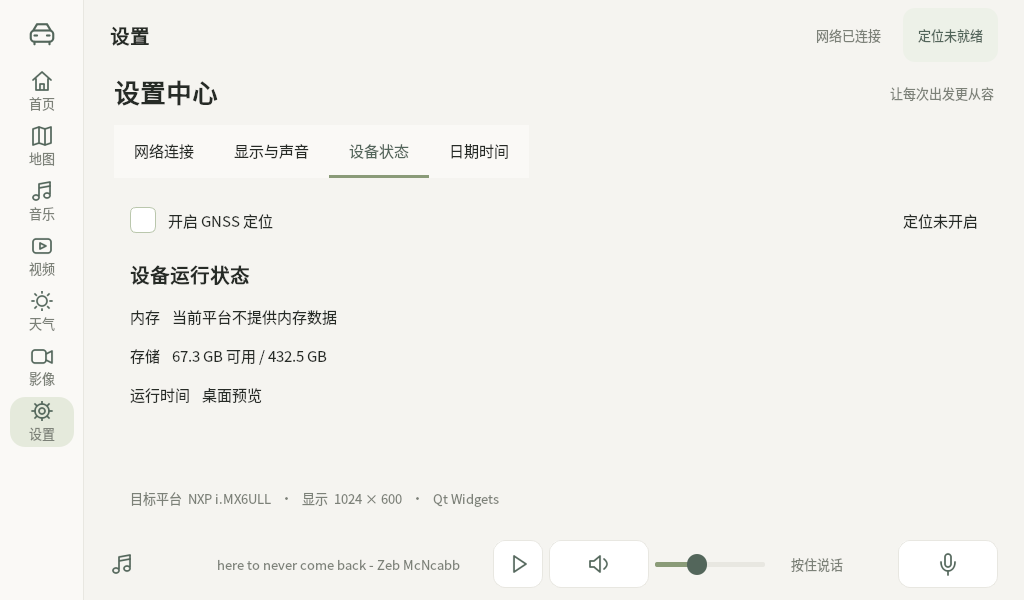 设置
网络已连接
定位未就绪
首页
地图
音乐
视频
天气
影像
设置
设置中心
让每次出发更从容
网络连接
显示与声音
设备状态
日期时间
开启 GNSS 定位
定位未开启
设备运行状态
内存 当前平台不提供内存数据
存储 67.3 GB 可用 / 432.5 GB
运行时间 桌面预览
目标平台 NXP i.MX6ULL · 显示 1024 × 600 · Qt Widgets
here to never come back - Zeb McNcabb
按住说话